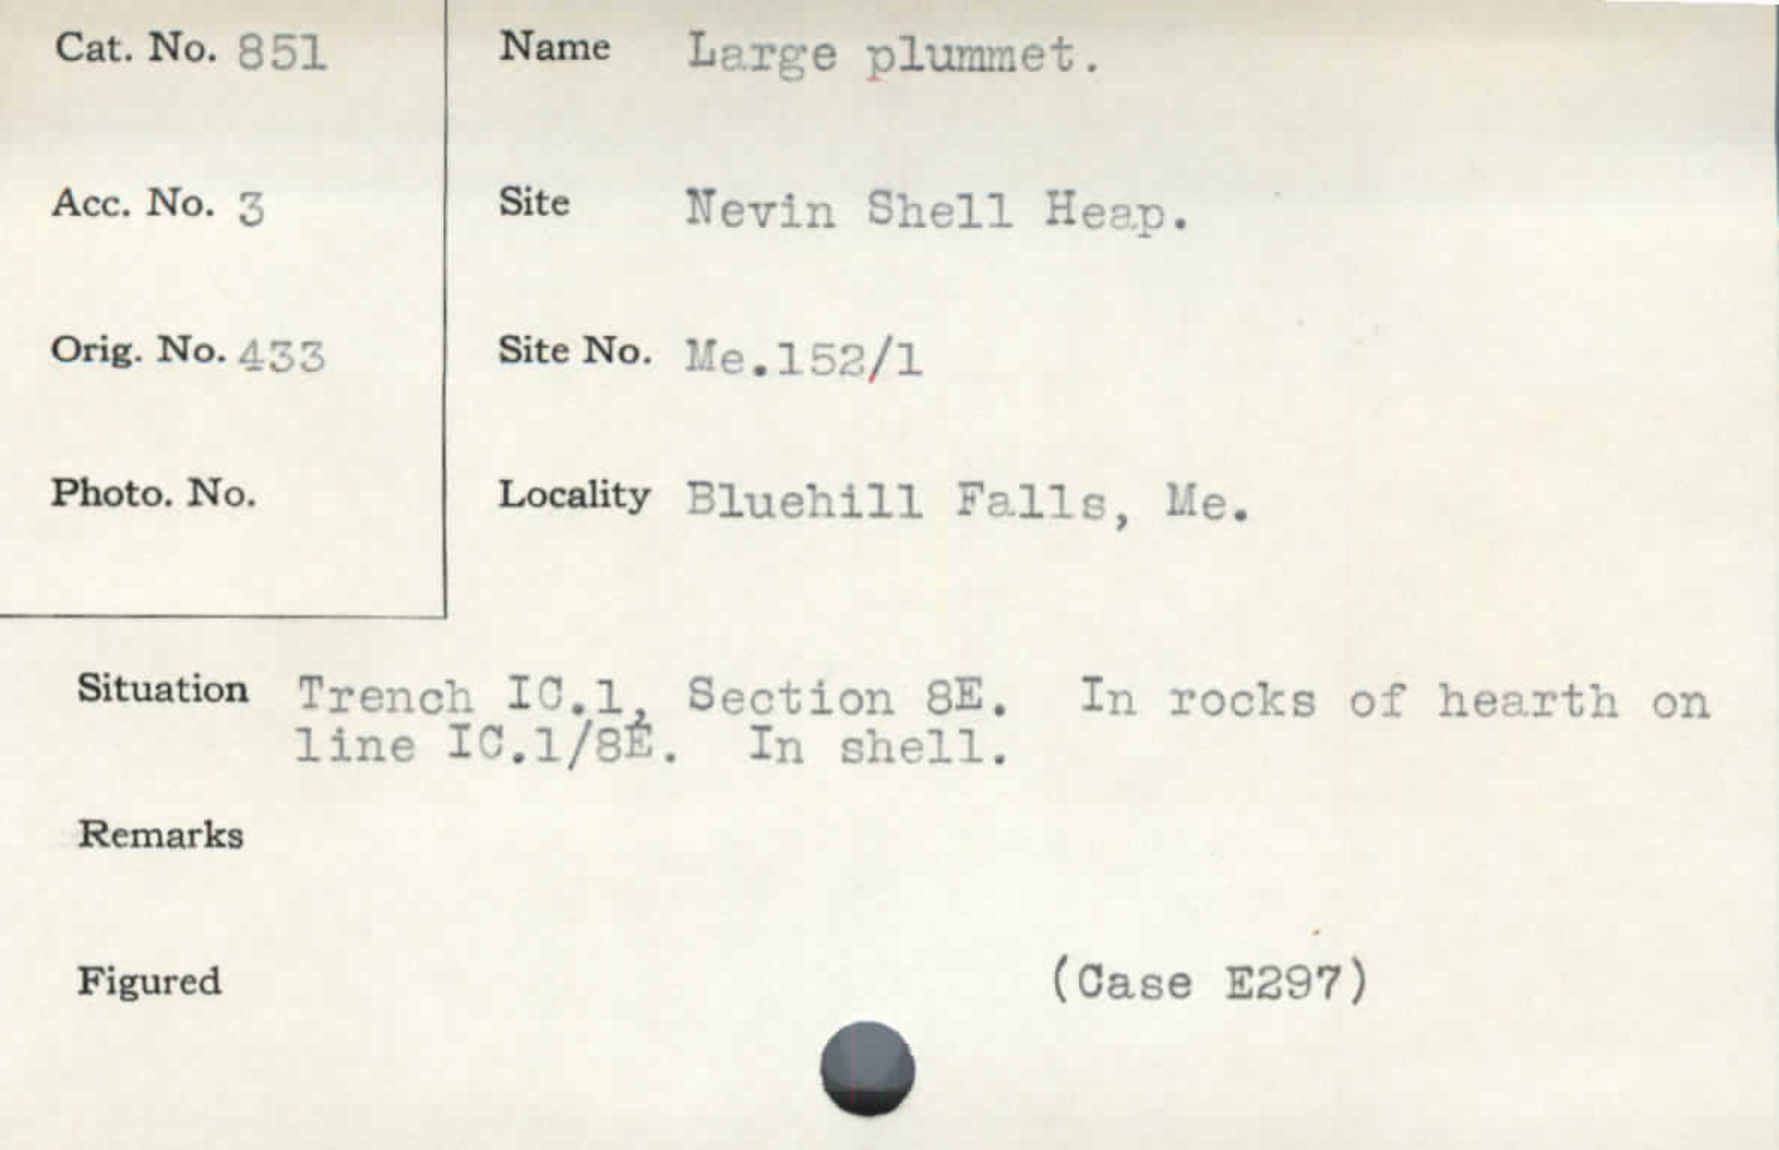 Cat. No. 851
Name Large plummet.
Acc. No. 3
Site Nevin Shell Heap.
Orig. No. 433
Site No. Me.152/1
Photo. No.
Locality Bluehill Falls, Me.
Situation Trench IC.1, Section 8E. In rocks of hearth on
line IC.1/8E. In shell.
Remarks
Figured (Case E297)